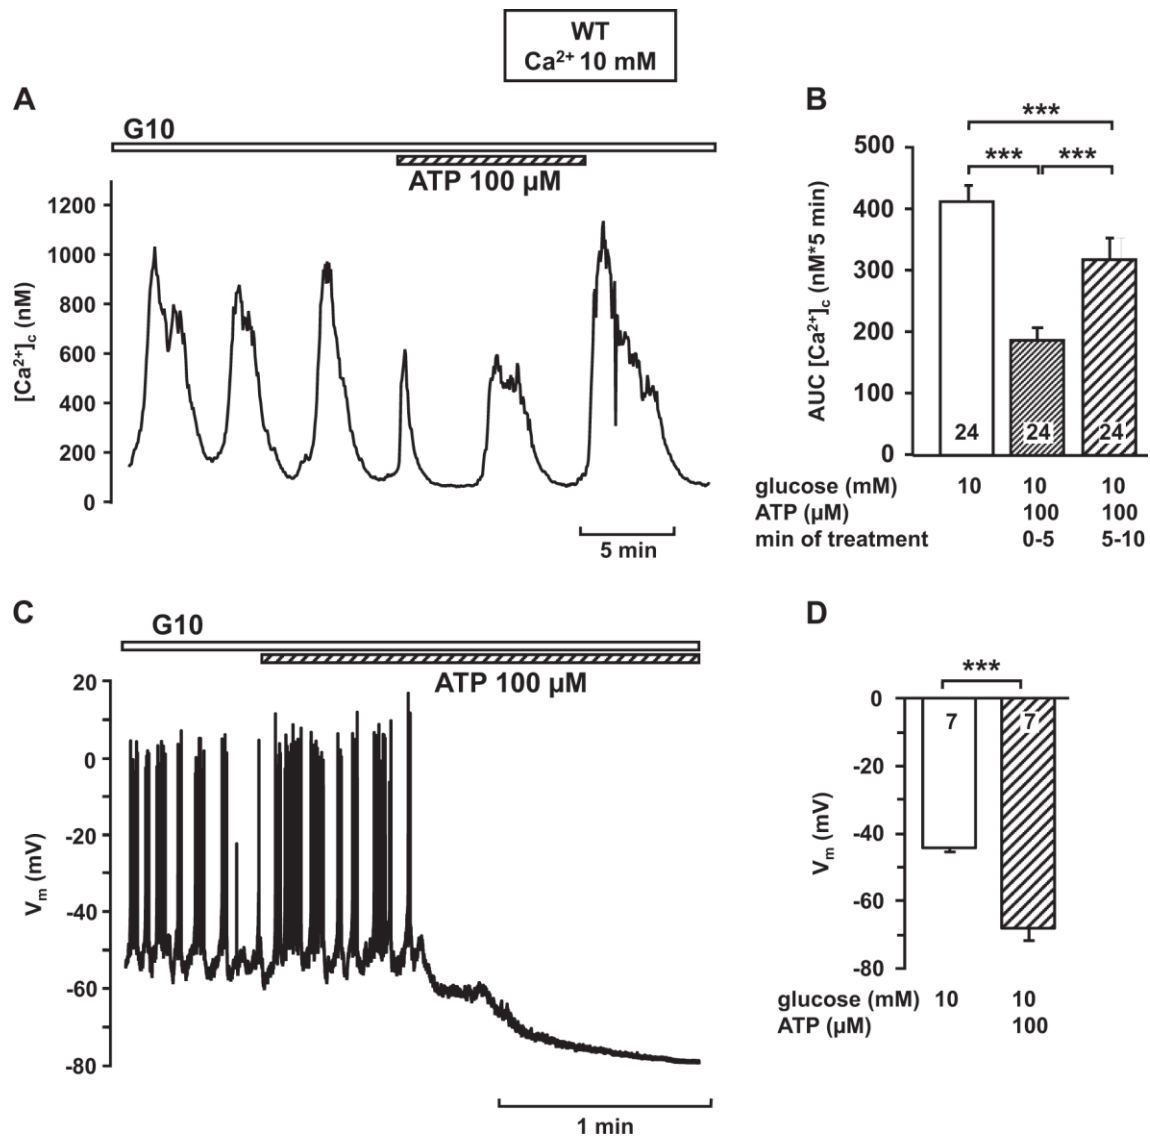 WT
Ca²⁺ 10 mM
A
G10
ATP 100 µM
[Ca²⁺]c (nM)
1200
1000
800
600
400
200
0
5 min
B
*** 
*** ***
AUC [Ca²⁺]c (nM*5 min)
500
400
300
200
100
0
24 24 24
glucose (mM) 10 10 10
ATP (µM) 100 100
min of treatment 0-5 5-10
C
G10
ATP 100 µM
Vm (mV)
20
0
-20
-40
-60
-80
1 min
D
***
Vm (mV)
0
-20
-40
-60
-80
7 7
glucose (mM) 10 10
ATP (µM) 100